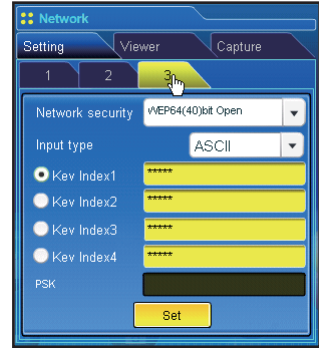 Network
Setting Viewer Capture
1 2 3
Network security WEP64(40)bit Open
Input type ASCII
Key Index1 *****
Key Index2 *****
Key Index3 *****
Key Index4 *****
PSK
Set